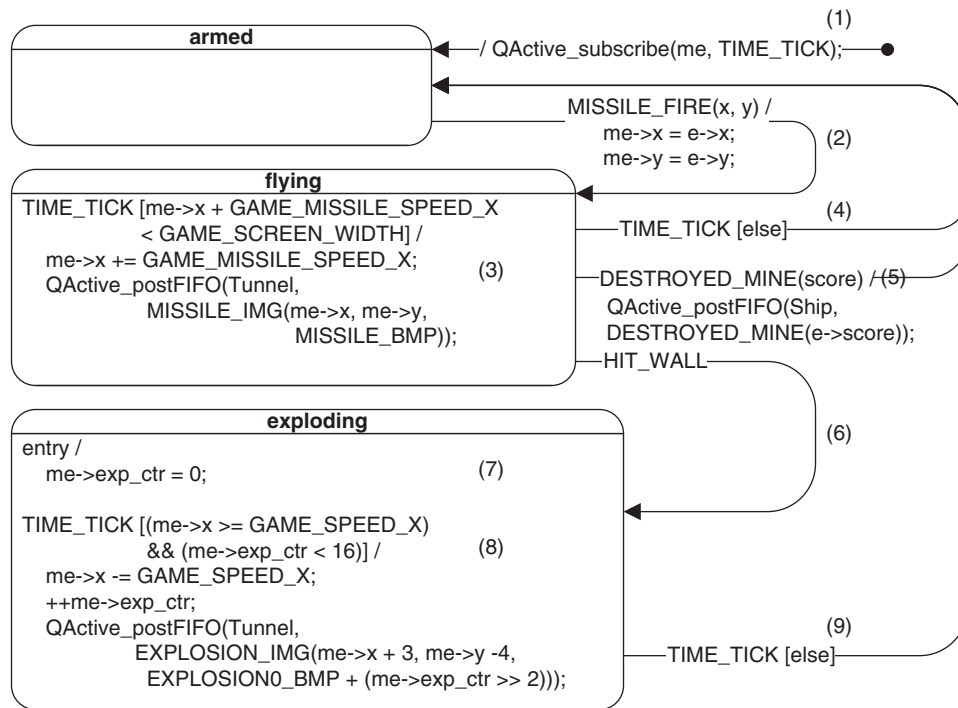 (1)
armed
/ QActive_subscribe(me, TIME_TICK);
MISSILE_FIRE(x, y) /
me->x = e->x;
me->y = e->y;
(2)
flying
TIME_TICK [me->x + GAME_MISSILE_SPEED_X
< GAME_SCREEN_WIDTH] /
me->x += GAME_MISSILE_SPEED_X;
QActive_postFIFO(Tunnel,
MISSILE_IMG(me->x, me->y,
MISSILE_BMP));
(3)
(4)
TIME_TICK [else]
DESTROYED_MINE(score) / (5)
QActive_postFIFO(Ship,
DESTROYED_MINE(e->score));
HIT_WALL
(6)
exploding
entry /
me->exp_ctr = 0;
(7)
TIME_TICK [(me->x >= GAME_SPEED_X)
&& (me->exp_ctr < 16)] /
(8)
me->x -= GAME_SPEED_X;
++me->exp_ctr;
QActive_postFIFO(Tunnel,
EXPLOSION_IMG(me->x + 3, me->y -4,
EXPLOSION0_BMP + (me->exp_ctr >> 2)));
(9)
TIME_TICK [else]